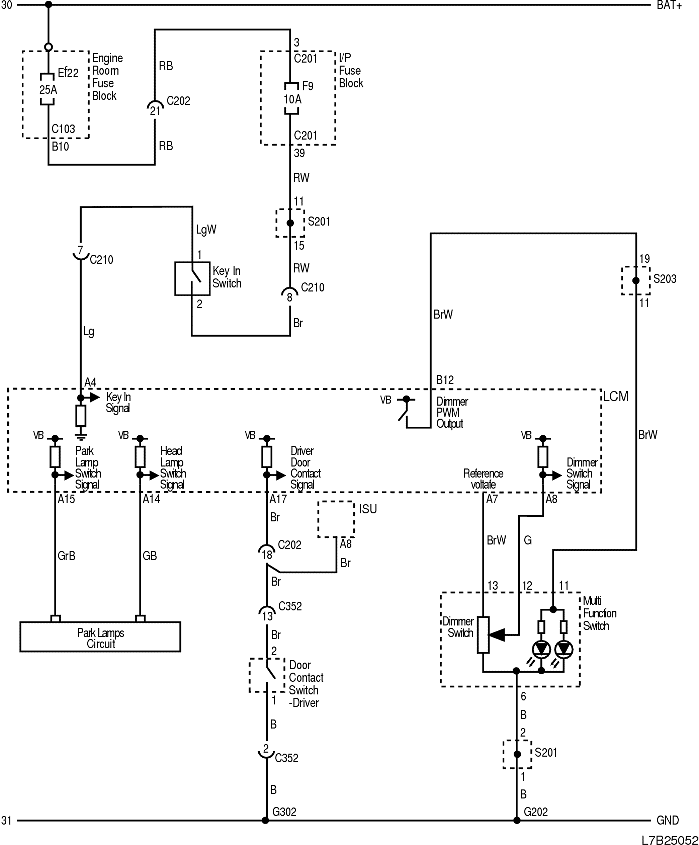 30
BAT+
Ef22
25A
Engine
Room
Fuse
Block
C103
B10
RB
21
C202
RB
3
C201
I/P
Fuse
Block
F9
10A
C201
39
RW
11
S201
15
RW
8
C210
Br
LgW
1
Key In
Switch
2
7
C210
Lg
BrW
19
S203
11
BrW
A4
Key In
Signal
B12
VB
Dimmer
PWM
Output
LCM
VB
Park
Lamp
Switch
Signal
VB
Head
Lamp
Switch
Signal
VB
Driver
Door
Contact
Signal
Reference
voltate
VB
Dimmer
Switch
Signal
A15
A14
A17
A7
A8
GrB
GB
Park Lamps
Circuit
Br
18
C202
ISU
A8
Br
Br
13
C352
Br
2
Door
Contact
Switch
-Driver
1
B
2
C352
B
G302
BrW
G
13
12
11
Dimmer
Switch
Multi
Function
Switch
6
B
2
S201
1
B
G202
31
GND
L7B25052